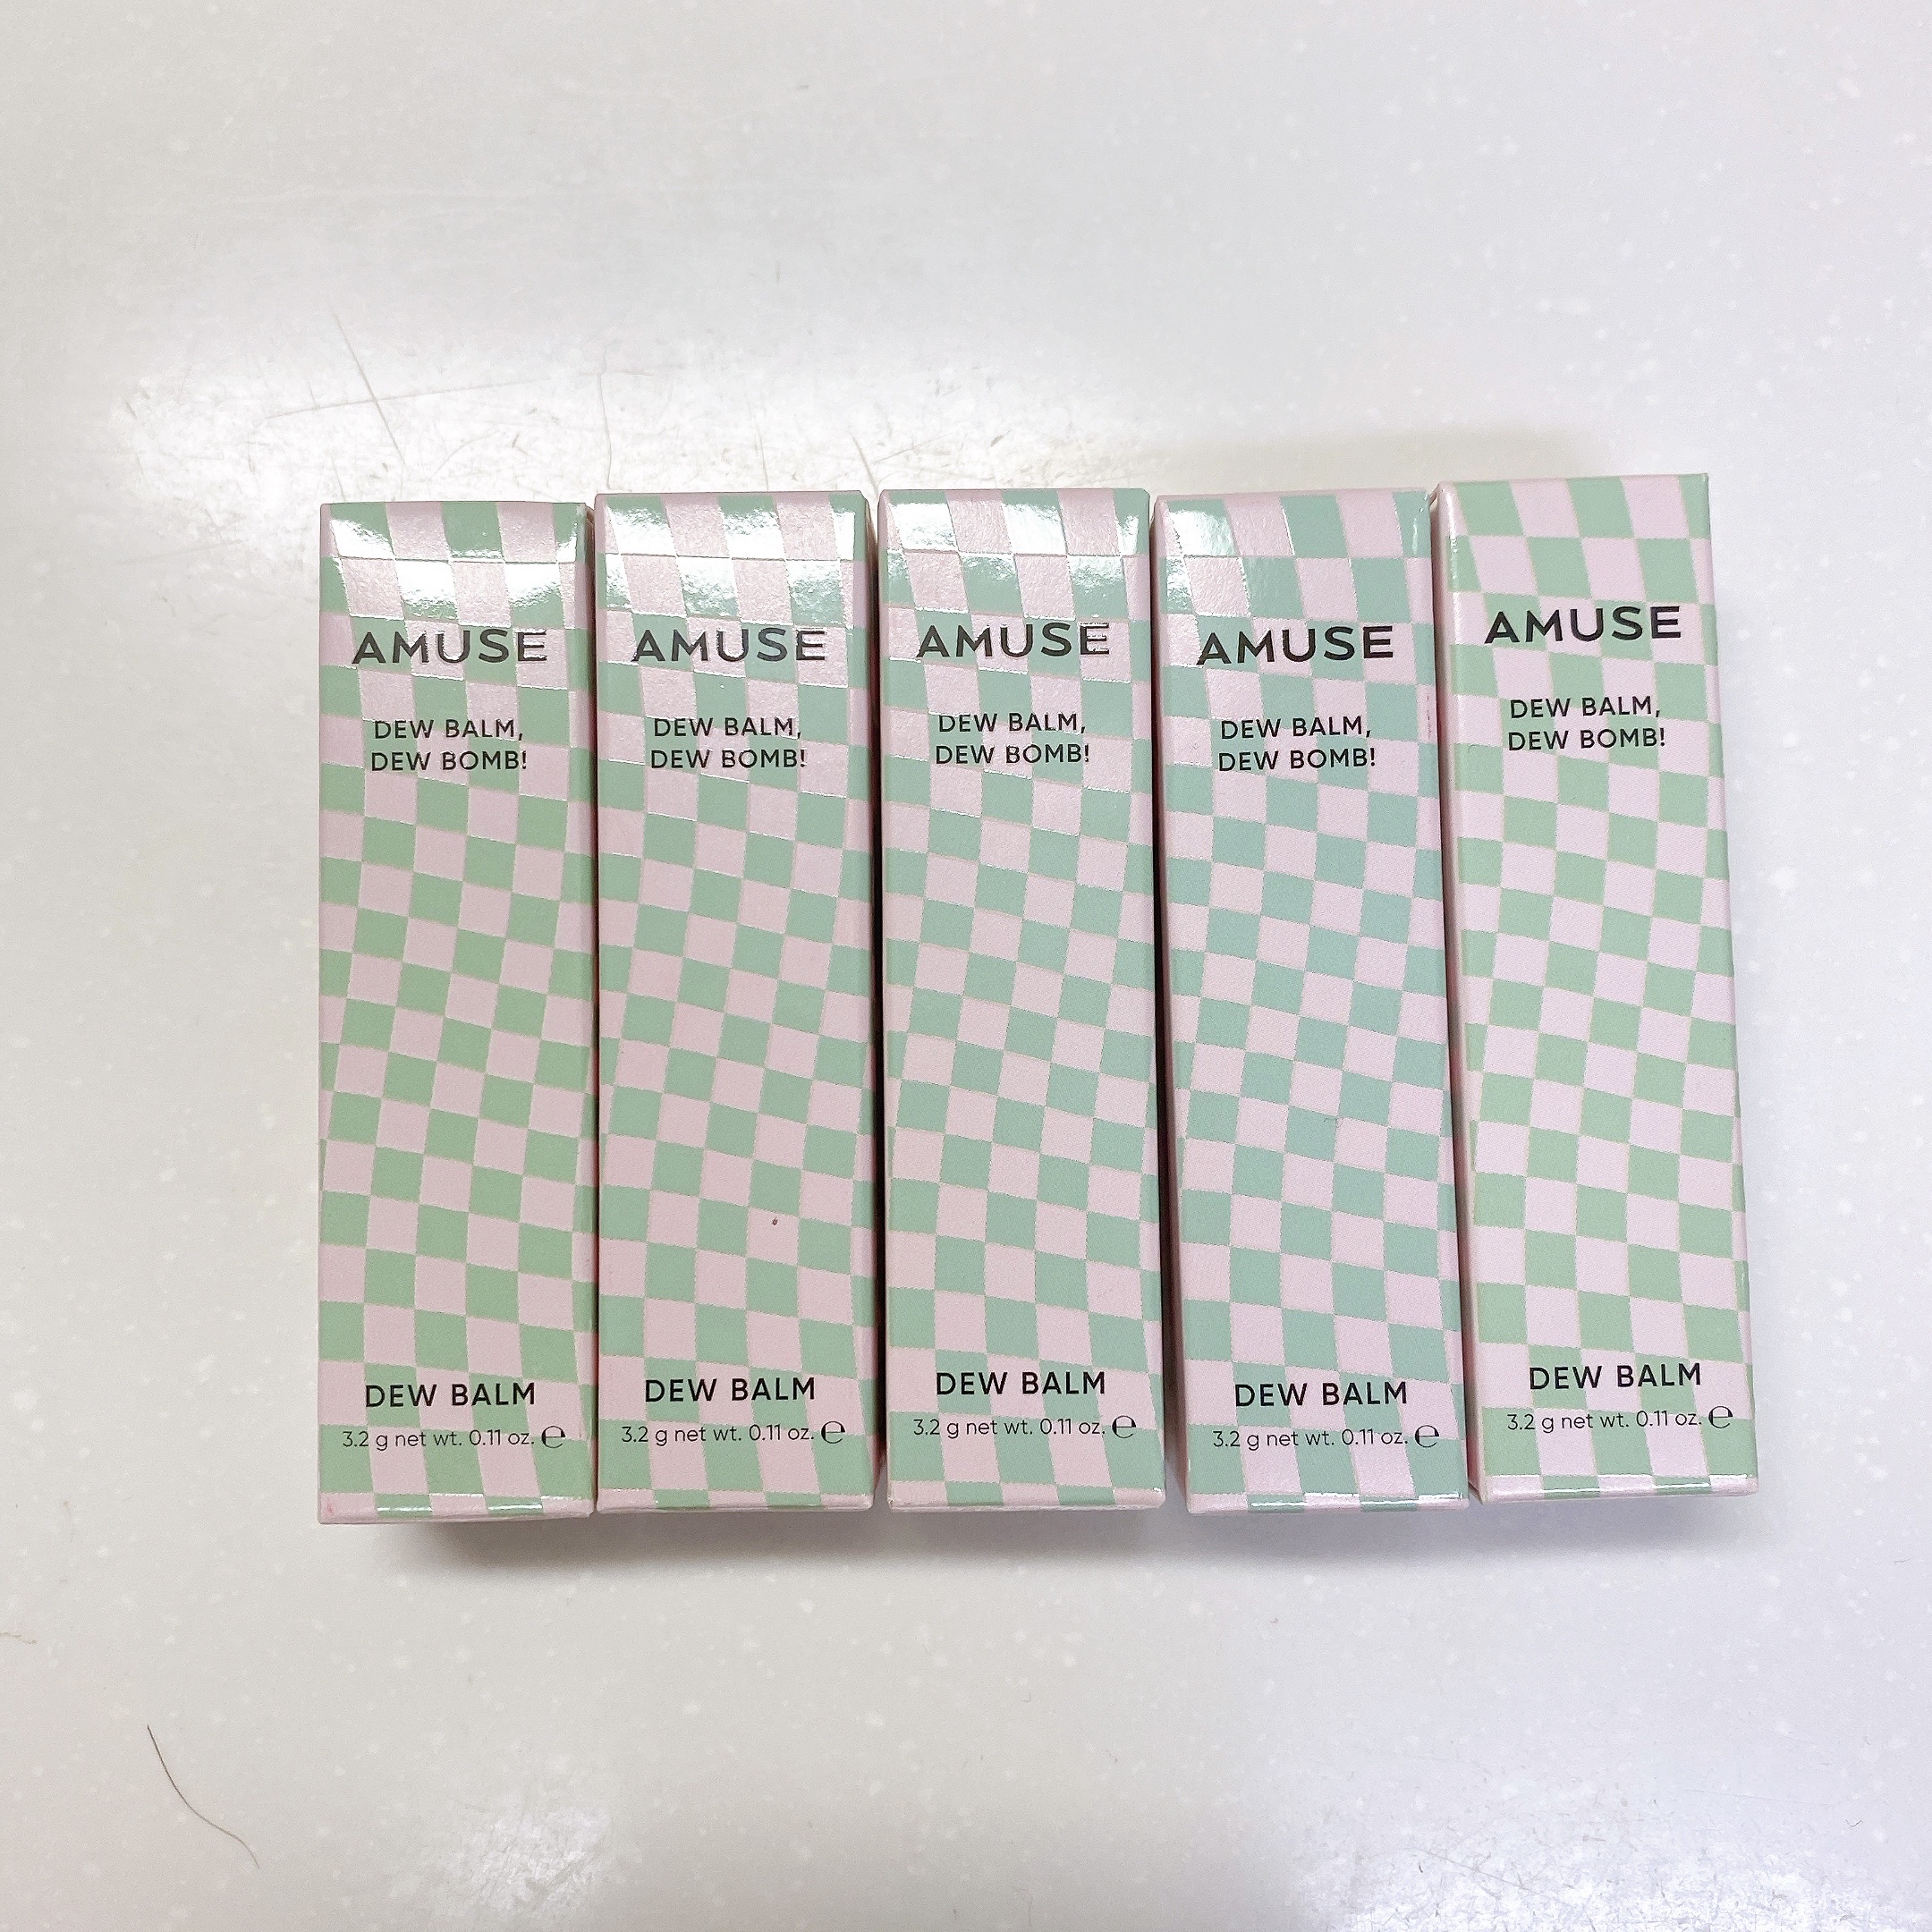 AMUSE
DEW BALM,
DEW BOMB!
DEW BALM
3.2 g net wt. 0.11 oz. ℮
AMUSE
DEW BALM,
DEW BOMB!
DEW BALM
3.2 g net wt. 0.11 oz. ℮
AMUSE
DEW BALM,
DEW BOMB!
DEW BALM
3.2 g net wt. 0.11 oz. ℮
AMUSE
DEW BALM,
DEW BOMB!
DEW BALM
3.2 g net wt. 0.11 oz. ℮
AMUSE
DEW BALM,
DEW BOMB!
DEW BALM
3.2 g net wt. 0.11 oz. ℮